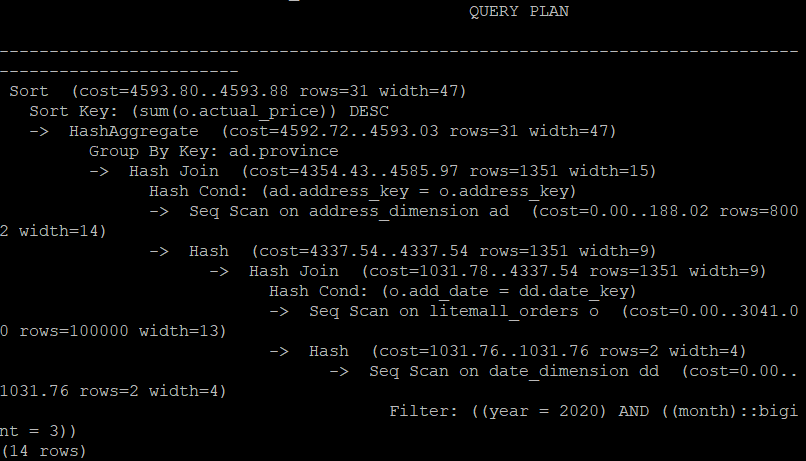 QUERY PLAN
--------------------------------------------------------------------------------
------------------------
Sort  (cost=4593.80..4593.88 rows=31 width=47)
Sort Key: (sum(o.actual_price)) DESC
->  HashAggregate  (cost=4592.72..4593.03 rows=31 width=47)
Group By Key: ad.province
->  Hash Join  (cost=4354.43..4585.97 rows=1351 width=15)
Hash Cond: (ad.address_key = o.address_key)
->  Seq Scan on address_dimension ad  (cost=0.00..188.02 rows=800
2 width=14)
->  Hash  (cost=4337.54..4337.54 rows=1351 width=9)
->  Hash Join  (cost=1031.78..4337.54 rows=1351 width=9)
Hash Cond: (o.add_date = dd.date_key)
->  Seq Scan on litemall_orders o  (cost=0.00..3041.0
0 rows=100000 width=13)
->  Hash  (cost=1031.76..1031.76 rows=2 width=4)
->  Seq Scan on date_dimension dd  (cost=0.00..
1031.76 rows=2 width=4)
Filter: ((year = 2020) AND ((month)::bigi
nt = 3))
(14 rows)